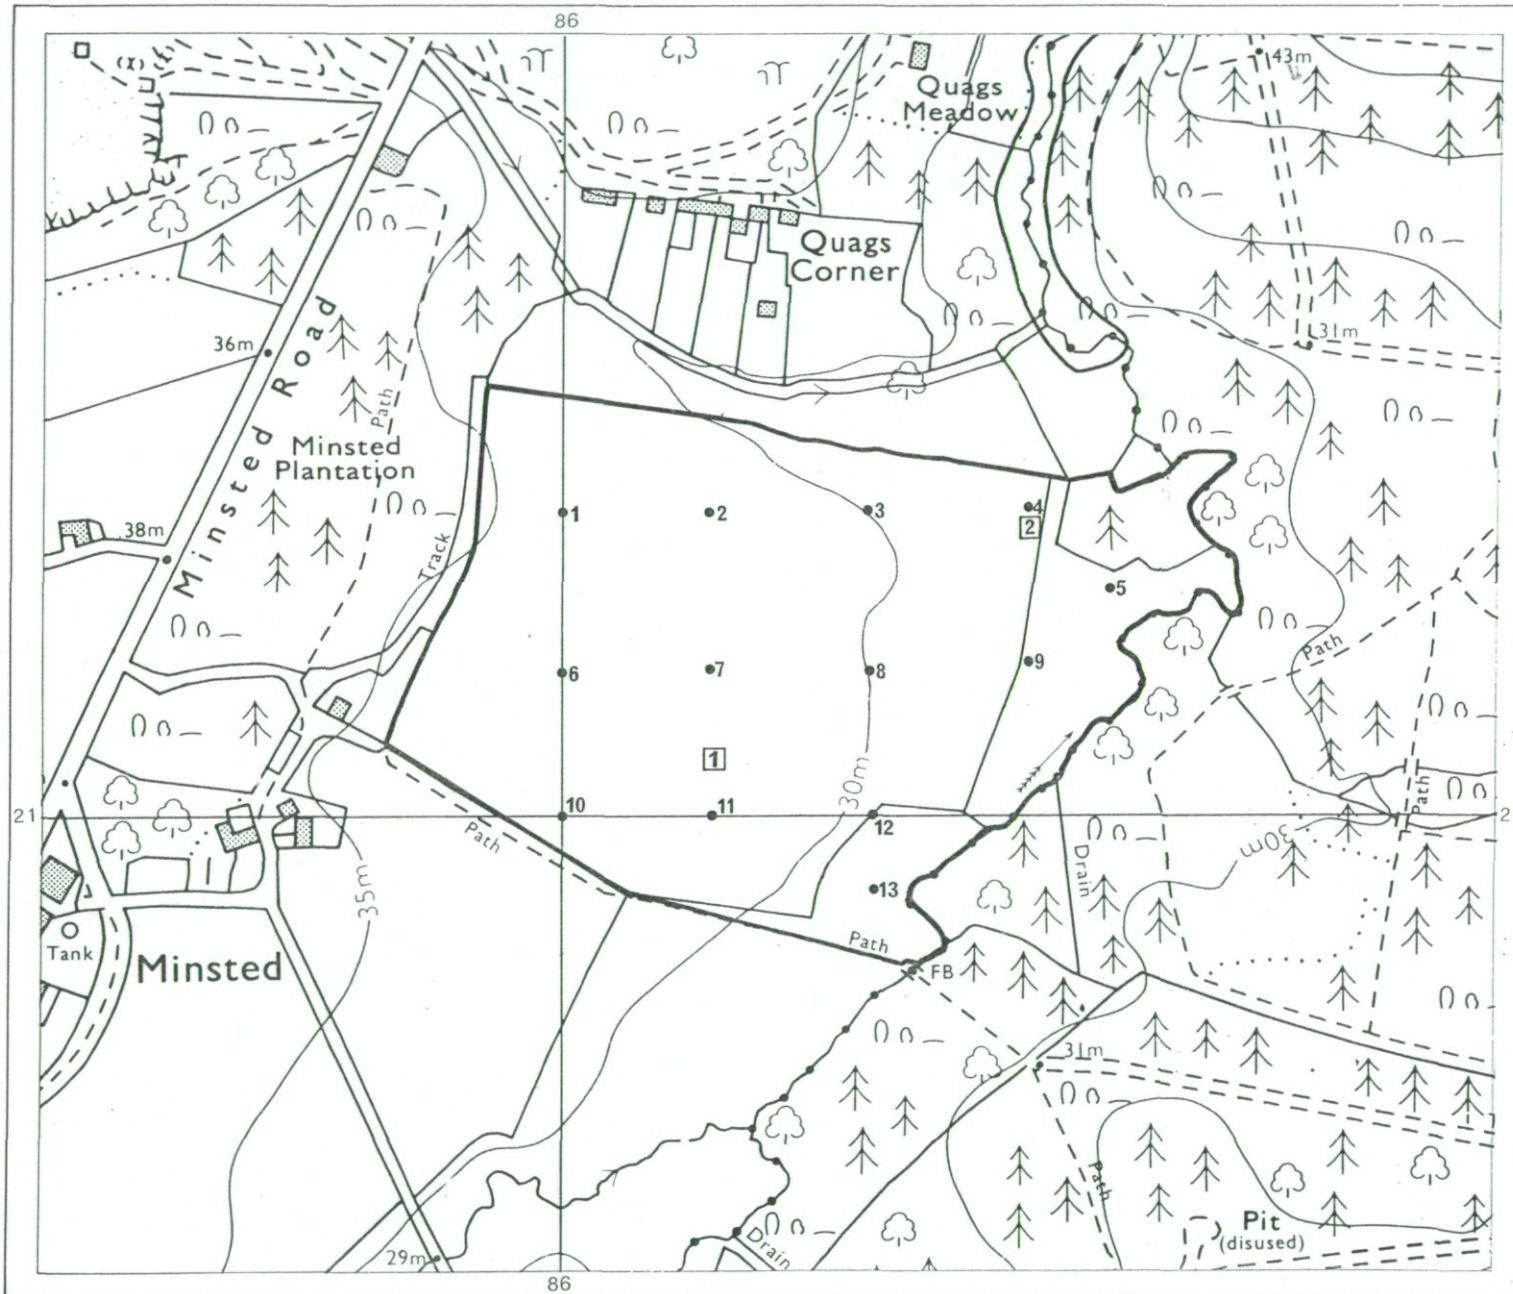 86
43m
Quags
Meadow
Quags
Corner
31m
36m
Minsted Road
Path
Minsted
Plantation
1
2
3
4
2
38m
Track
5
Path
6
7
8
9
1
30m
21
10
11
12
Path
Path
2
Drain
30m
35m
13
Path
FB
Tank
Minsted
31m
Path
Pit
(disused)
Drain
29m
86